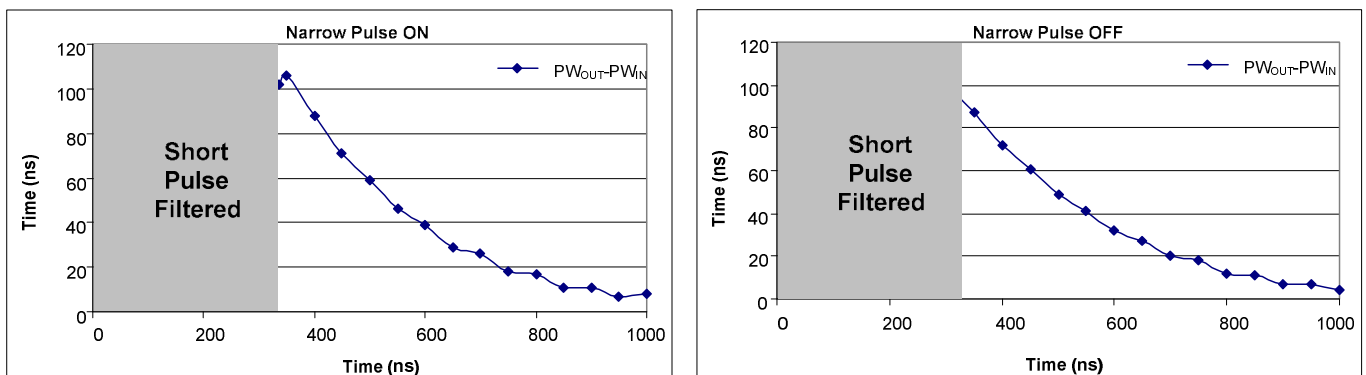 Narrow Pulse ON
120
100
80
60
40
20
0
Time (ns)
Short
Pulse
Filtered
PWOUT-PWIN
0
200
400
600
800
1000
Time (ns)
Narrow Pulse OFF
120
100
80
60
40
20
0
Time (ns)
Short
Pulse
Filtered
PWOUT-PWIN
0
200
400
600
800
1000
Time (ns)